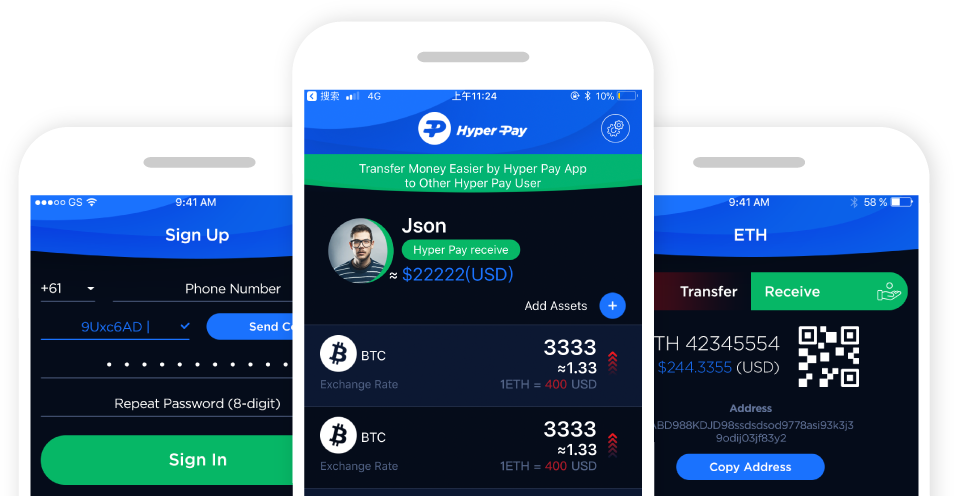 ●●●○○ GS
9:41 AM
Sign Up
+61
Phone Number
9Uxc6AD |
Send C
Repeat Password (8-digit)
Sign In
搜索
4G
上午11:24
10%
Hyper Pay
Transfer Money Easier by Hyper Pay App
to Other Hyper Pay User
Json
Hyper Pay receive
≈ $22222(USD)
Add Assets +
BTC
3333
≈1.33
Exchange Rate
1ETH = 400 USD
BTC
3333
≈1.33
Exchange Rate
1ETH = 400 USD
9:41 AM
58 %
ETH
Transfer
Receive
TH 42345554
$244.3355 (USD)
Address
ABD988KDJD98ssdsdsod9778asi93k3j3
9odij03jf83y2
Copy Address